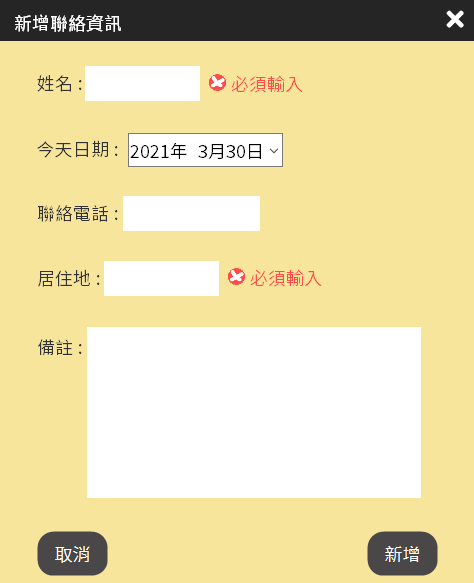 新增聯絡資訊
姓名 : 必須輸入
今天日期 : 2021年 3月30日
聯絡電話 :
居住地 : 必須輸入
備註 :
取消 新增